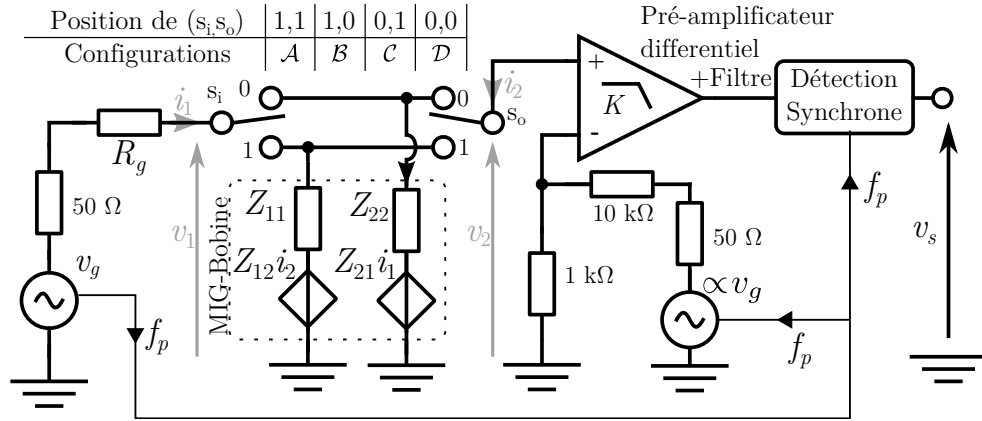 Position de (si,so) 1,1 1,0 0,1 0,0
Configurations A B C D
Pré-amplificateur
differentiel
+Filtre
Détection
Synchrone
i1
si
0
0
so
i2
+
K
-
Rg
1
1
50 Ω
Z11
Z22
10 kΩ
50 Ω
fp
v1
v2
vs
MIG-Bobine
Z12i2
Z21i1
1 kΩ
∝vg
vg
fp
fp